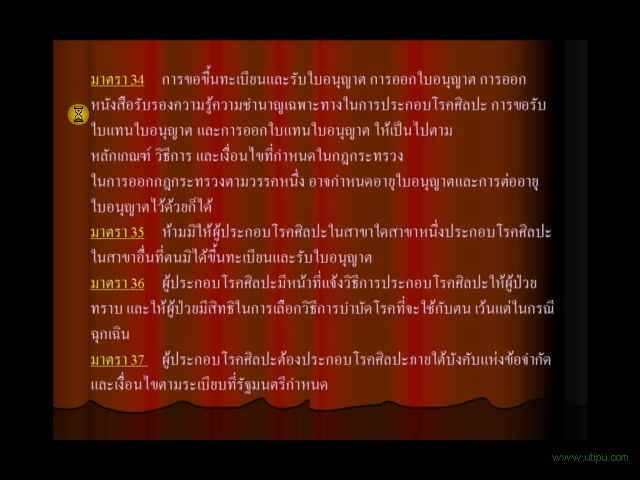 มาตรา 34 การขอขึ้นทะเบียนและรับใบอนุญาต การออกใบอนุญาต การออก
หนังสือรับรองความรู้ความชำนาญเฉพาะทางในการประกอบโรคศิลปะ การขอรับ
ใบแทนใบอนุญาต และการออกใบแทนใบอนุญาต ให้เป็นไปตาม
หลักเกณฑ์ วิธีการ และเงื่อนไขที่กำหนดในกฎกระทรวง
ในการออกกฎกระทรวงตามวรรคหนึ่ง อาจกำหนดอายุใบอนุญาตและการต่ออายุ
ใบอนุญาตไว้ด้วยก็ได้
มาตรา 35 ห้ามมิให้ผู้ประกอบโรคศิลปะในสาขาใดสาขาหนึ่งประกอบโรคศิลปะ
ในสาขาอื่นที่ตนมิได้ขึ้นทะเบียนและรับใบอนุญาต
มาตรา 36 ผู้ประกอบโรคศิลปะมีหน้าที่แจ้งวิธีการประกอบโรคศิลปะให้ผู้ป่วย
ทราบ และให้ผู้ป่วยมีสิทธิในการเลือกวิธีการบำบัดโรคที่จะใช้กับตน เว้นแต่ในกรณี
ฉุกเฉิน
มาตรา 37 ผู้ประกอบโรคศิลปะต้องประกอบโรคศิลปะภายใต้บังคับแห่งข้อจำกัด
และเงื่อนไขตามระเบียบที่รัฐมนตรีกำหนด
www.utipu.com